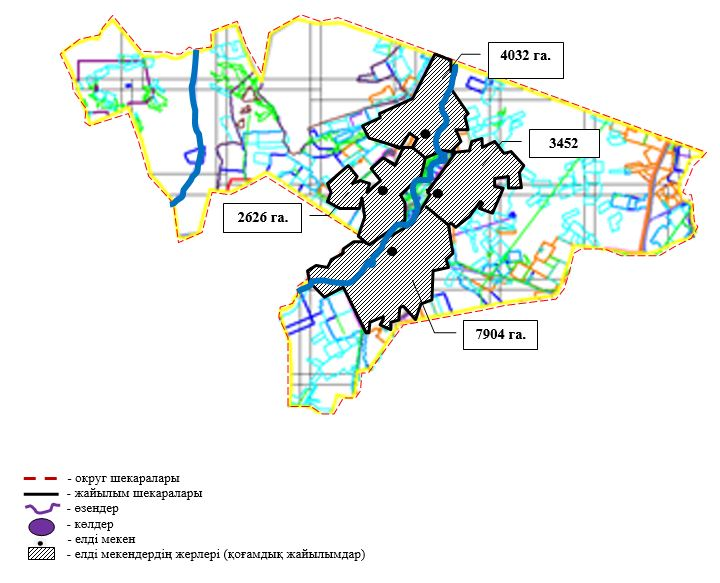 4032 га.
3452
2626 га.
7904 га.
- округ шекаралары
- жайылым шекаралары
- өзендер
- көлдер
- елді мекен
- елді мекендердің жерлері (қоғамдық жайылымдар)